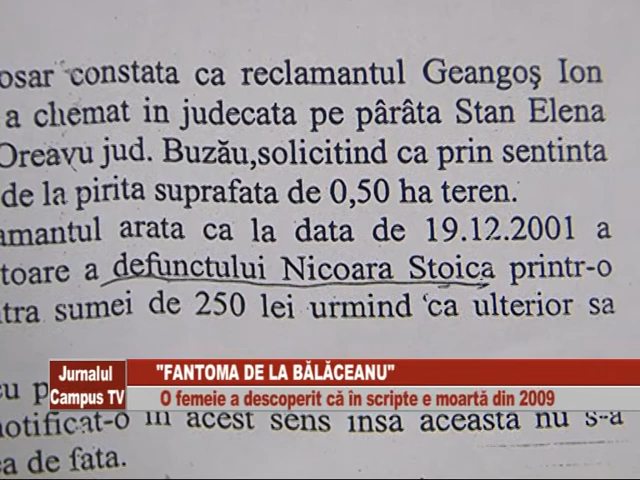 osar constata ca reclamantul Geangoş Ion
a chemat in judecata pe pârâta Stan Elena
Oreavu jud. Buzău,solicitind ca prin sentinta
de la pirita suprafata de 0,50 ha teren.
amantul arata ca la data de 19.12.2001 a
toare a defunctului Nicoara Stoica printr-o
ntra sumei de 250 lei urmind ca ulterior sa
Jurnalul
Campus TV
"FANTOMA DE LA BĂLĂCEANU"
O femeie a descoperit că în scripte e moartă din 2009
notificat-o in acest sens insa aceasta nu s-a
ea de fata.